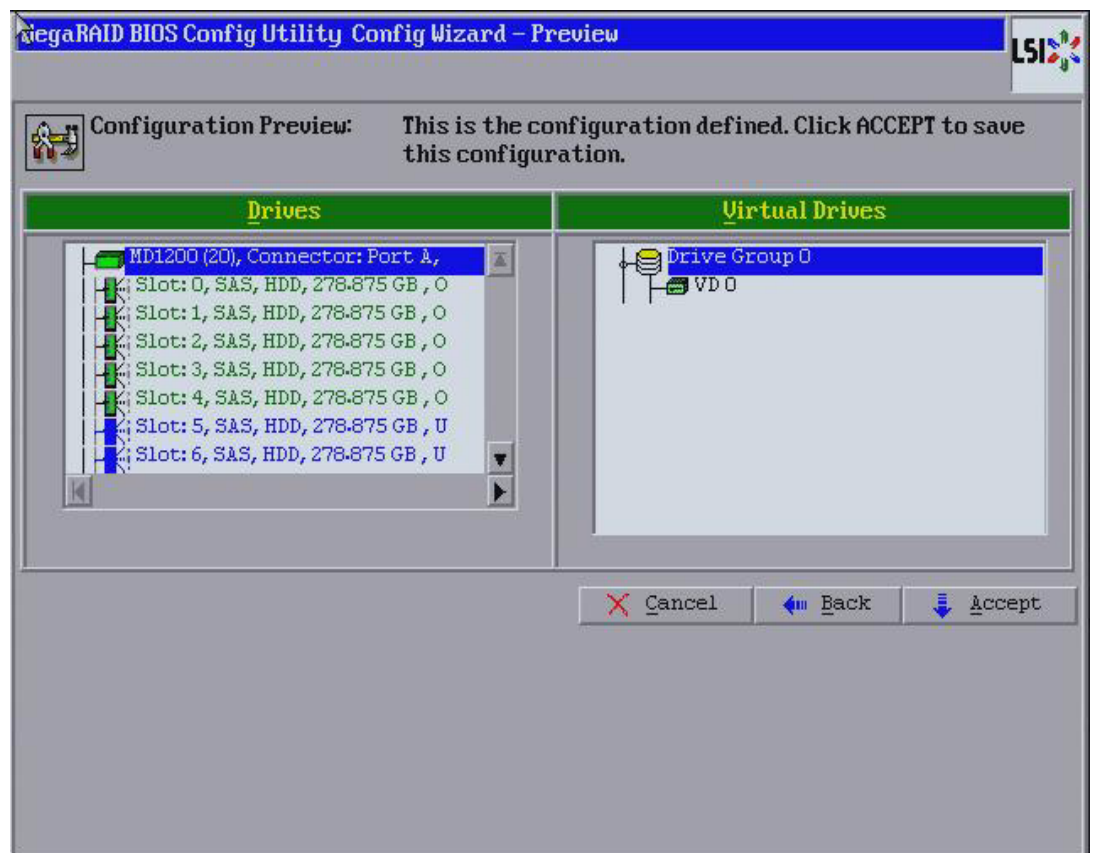 MegaRAID BIOS Config Utility Config Wizard – Preview
LSI
Configuration Preview: This is the configuration defined. Click ACCEPT to save
this configuration.
Drives
MD1200 (20), Connector: Port A,
Slot: 0, SAS, HDD, 278.875 GB , O
Slot: 1, SAS, HDD, 278.875 GB , O
Slot: 2, SAS, HDD, 278.875 GB , O
Slot: 3, SAS, HDD, 278.875 GB , O
Slot: 4, SAS, HDD, 278.875 GB , O
Slot: 5, SAS, HDD, 278.875 GB , U
Slot: 6, SAS, HDD, 278.875 GB , U
Virtual Drives
Drive Group 0
VD 0
Cancel
Back
Accept